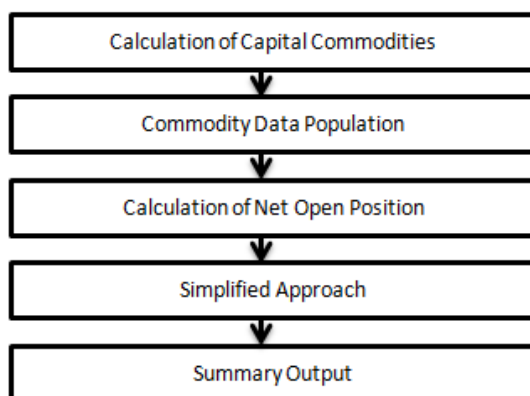 Calculation of Capital Commodities
Commodity Data Population
Calculation of Net Open Position
Simplified Approach
Summary Output